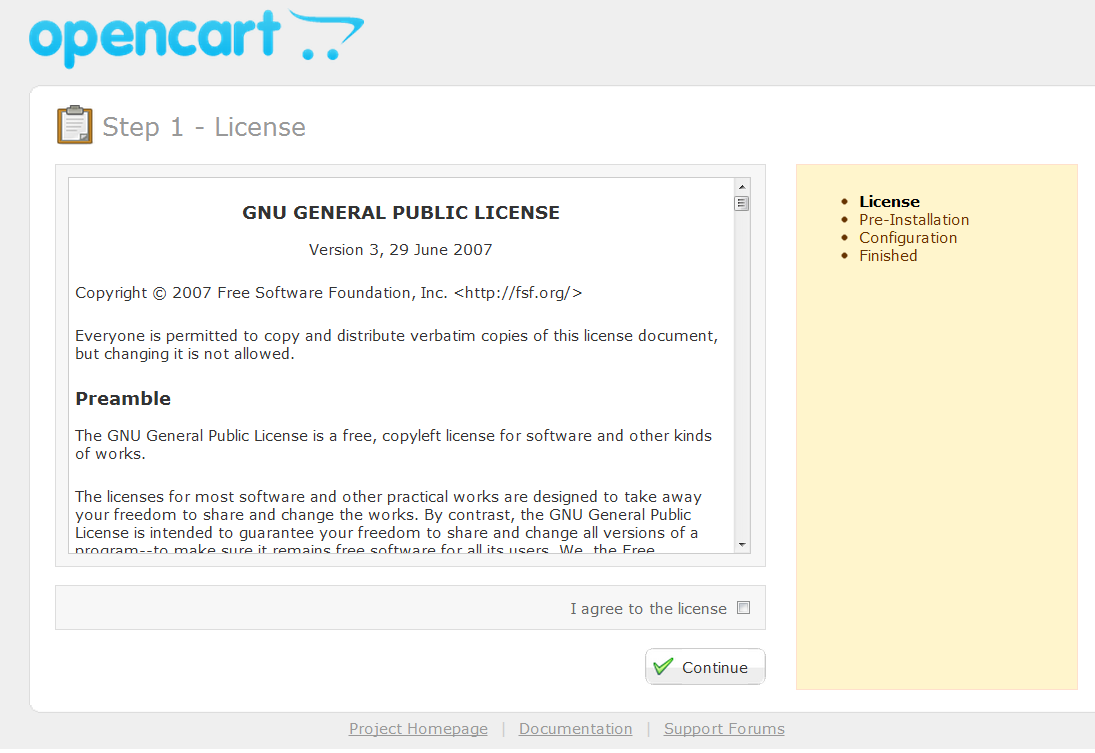 opencart
Step 1 - License
GNU GENERAL PUBLIC LICENSE
Version 3, 29 June 2007
Copyright © 2007 Free Software Foundation, Inc. <http://fsf.org/>
Everyone is permitted to copy and distribute verbatim copies of this license document,
but changing it is not allowed.
Preamble
The GNU General Public License is a free, copyleft license for software and other kinds
of works.
The licenses for most software and other practical works are designed to take away
your freedom to share and change the works. By contrast, the GNU General Public
License is intended to guarantee your freedom to share and change all versions of a
program--to make sure it remains free software for all its users. We, the Free
I agree to the license
Continue
License
Pre-Installation
Configuration
Finished
Project Homepage | Documentation | Support Forums